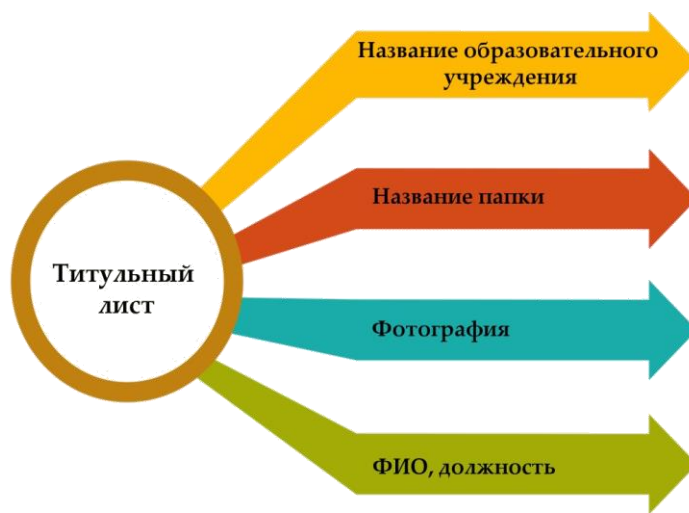 Название образовательного
учреждения
Название папки
Титульный
лист
Фотография
ФИО, должность